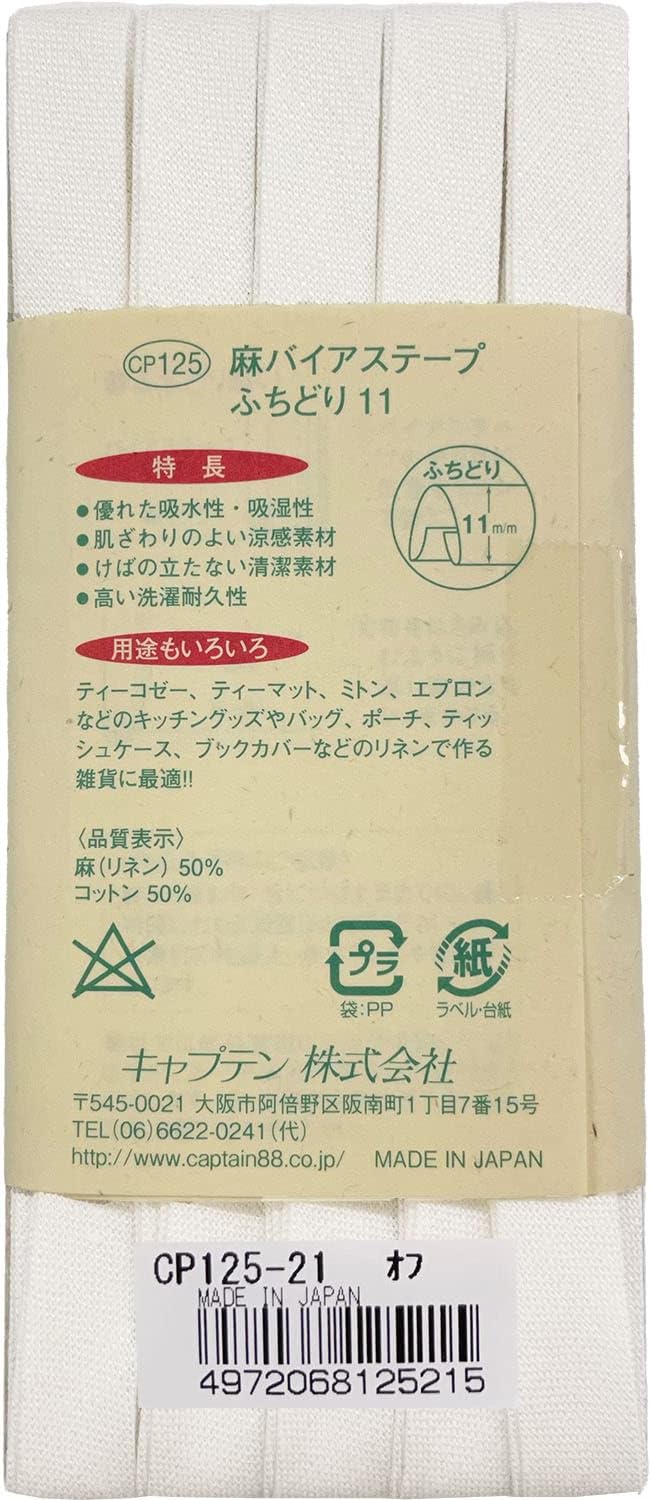 CP125 麻バイアステープ
ふちどり 11
特 長
●優れた吸水性・吸湿性
●肌ざわりのよい涼感素材
●けばの立たない清潔素材
●高い洗濯耐久性
ふちどり
11m/m
用途もいろいろ
ティーコゼー、ティーマット、ミトン、エプロン
などのキッチングッズやバッグ、ポーチ、ティッ
シュケース、ブックカバーなどのリネンで作る
雑貨に最適!!
〈品質表示〉
麻(リネン) 50%
コットン 50%
プラ
袋:PP
紙
ラベル・台紙
キャプテン 株式会社
〒545-0021 大阪市阿倍野区阪南町1丁目7番15号
TEL(06)6622-0241(代)
http://www.captain88.co.jp/ MADE IN JAPAN
CP125-21 オフ
MADE IN JAPAN
4972068125215